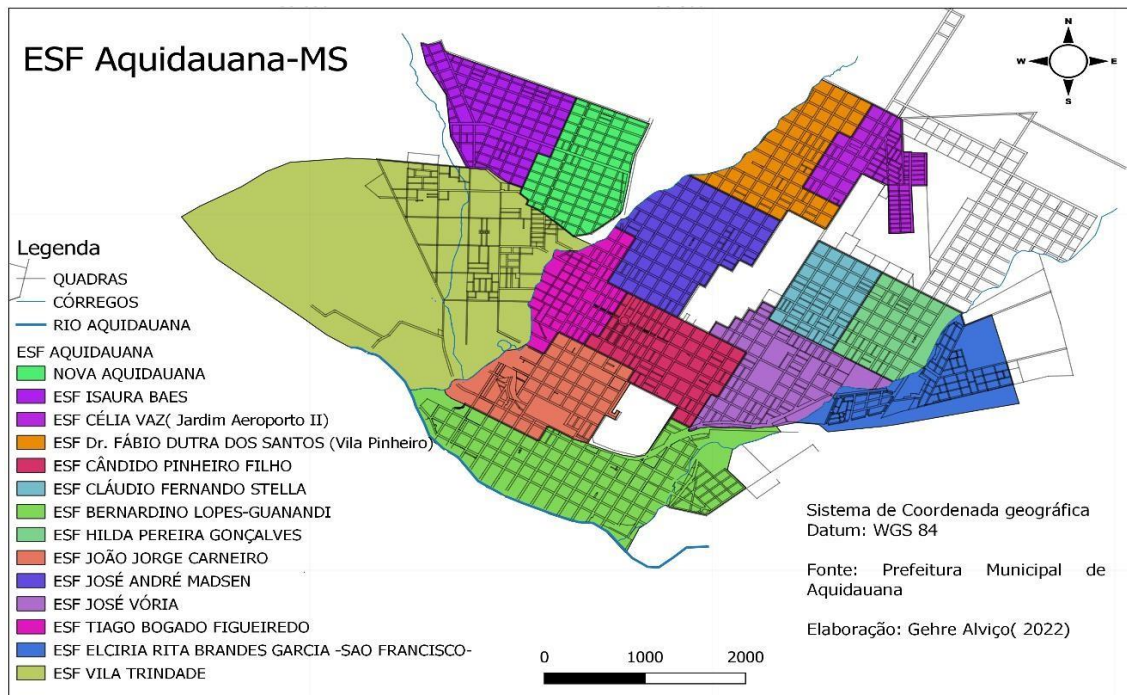 ESF Aquidauana-MS
N
W
E
S
Legenda
QUADRAS
CÓRREGOS
RIO AQUIDAUANA
ESF AQUIDAUANA
NOVA AQUIDAUANA
ESF ISAURA BAES
ESF CÉLIA VAZ( Jardim Aeroporto II)
ESF Dr. FÁBIO DUTRA DOS SANTOS (Vila Pinheiro)
ESF CÂNDIDO PINHEIRO FILHO
ESF CLÁUDIO FERNANDO STELLA
ESF BERNARDINO LOPES-GUANANDI
ESF HILDA PEREIRA GONÇALVES
ESF JOÃO JORGE CARNEIRO
ESF JOSÉ ANDRÉ MADSEN
ESF JOSÉ VÓRIA
ESF TIAGO BOGADO FIGUEIREDO
ESF ELCIRIA RITA BRANDES GARCIA -SAO FRANCISCO-
ESF VILA TRINDADE
0 1000 2000
Sistema de Coordenada geográfica
Datum: WGS 84
Fonte: Prefeitura Municipal de
Aquidauana
Elaboração: Gehre Alviço( 2022)